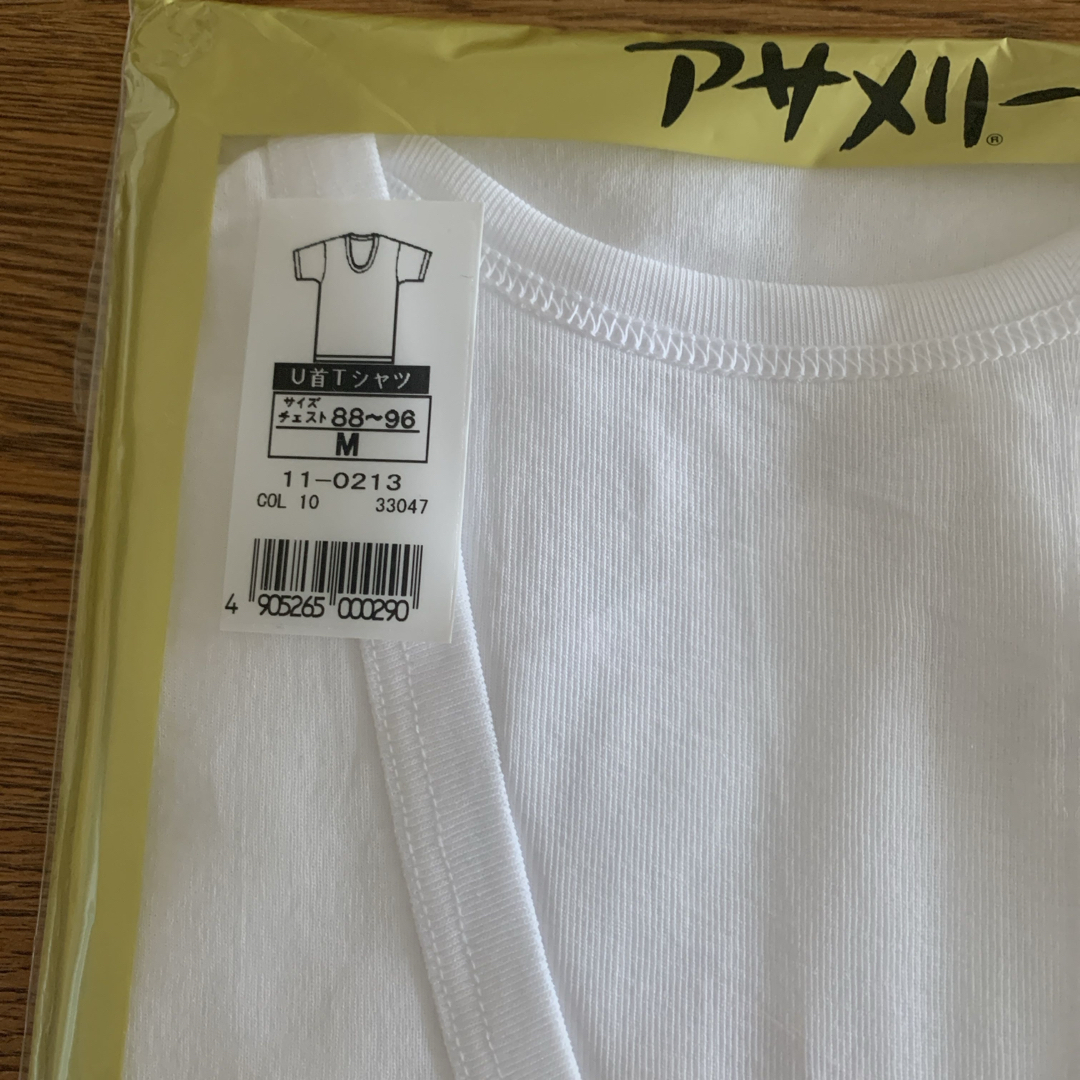 アサメリー®
U首Tシャツ
サイズ
チェスト 88〜96
M
11-0213
COL 10 33047
4 905265 000290